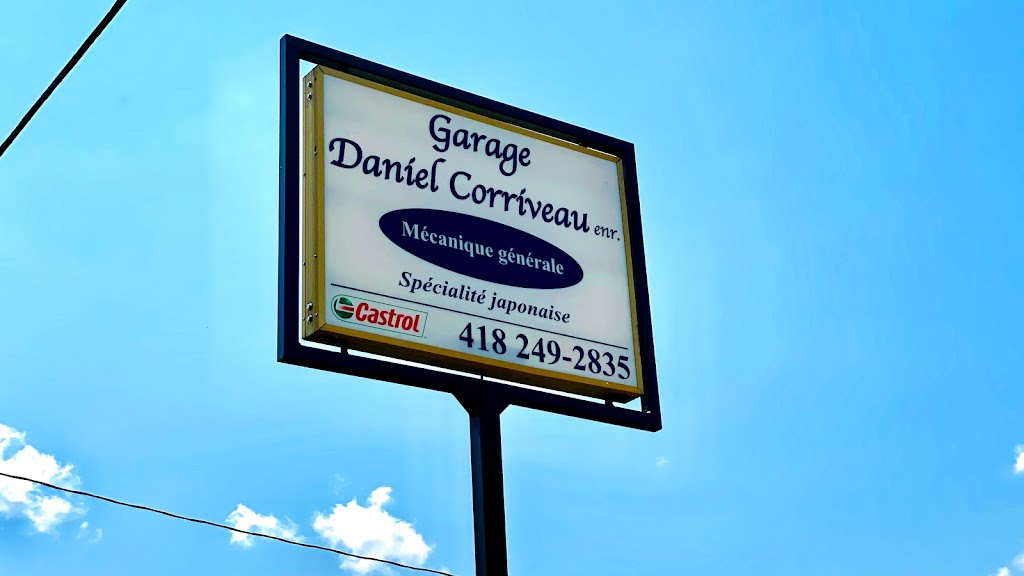 Garage
Daniel Corriveau enr.
Mécanique générale
Spécialité japonaise
Castrol
418 249-2835